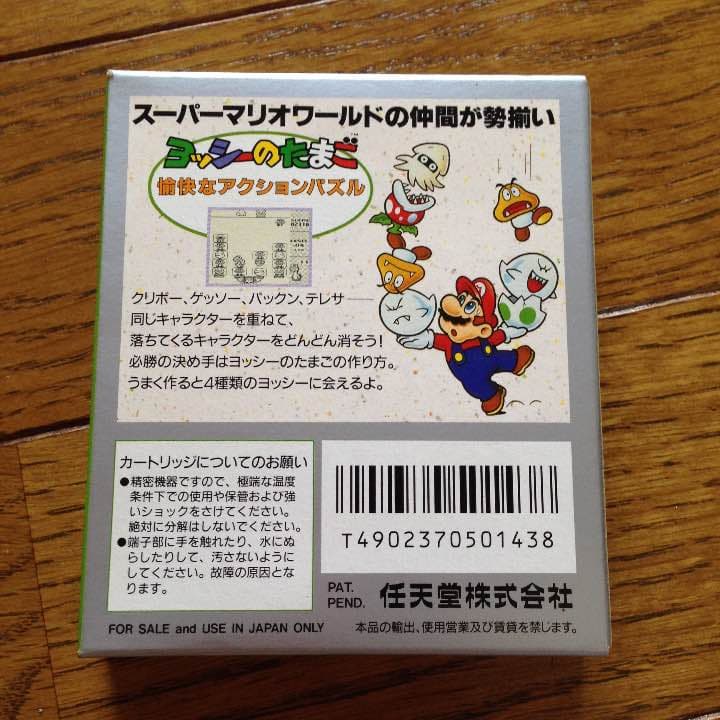 スーパーマリオワールドの仲間が勢揃い
ヨッシーのたまご
愉快なアクションパズル
クリボー、ゲッソー、パックン、テレサ──
同じキャラクターを重ねて、
落ちてくるキャラクターをどんどん消そう!
必勝の決め手はヨッシーのたまごの作り方。
うまく作ると4種類のヨッシーに会えるよ。
カートリッジについてのお願い
●精密機器ですので、極端な温度
条件下での使用や保管および強
いショックをさけてください。
絶対に分解はしないでください。
●端子部に手を触れたり、水にぬ
らしたりして、汚さないように
してください。故障の原因とな
ります。
T4902370501438
PAT.
PEND.
任天堂株式会社
FOR SALE and USE IN JAPAN ONLY
本品の輸出、使用営業及び賃貸を禁じます。